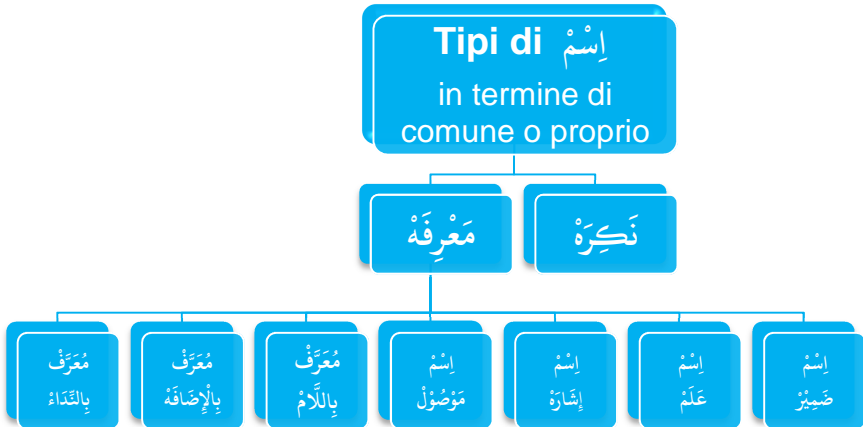 Tipi di اِسْمْ
in termine di
comune o proprio
مَعْرِفَهْ
نَكِرَهْ
مُعَرَّفْ
بِالنِّدَاءْ
مُعَرَّفْ
بِالْإِضَافَهْ
مُعَرَّفْ
بِاللَّامْ
اِسْمْ
مَوْصُوْلْ
اِسْمْ
إِشَارَهْ
اِسْمْ
عَلَمْ
اِسْمْ
ضَمِيْرْ